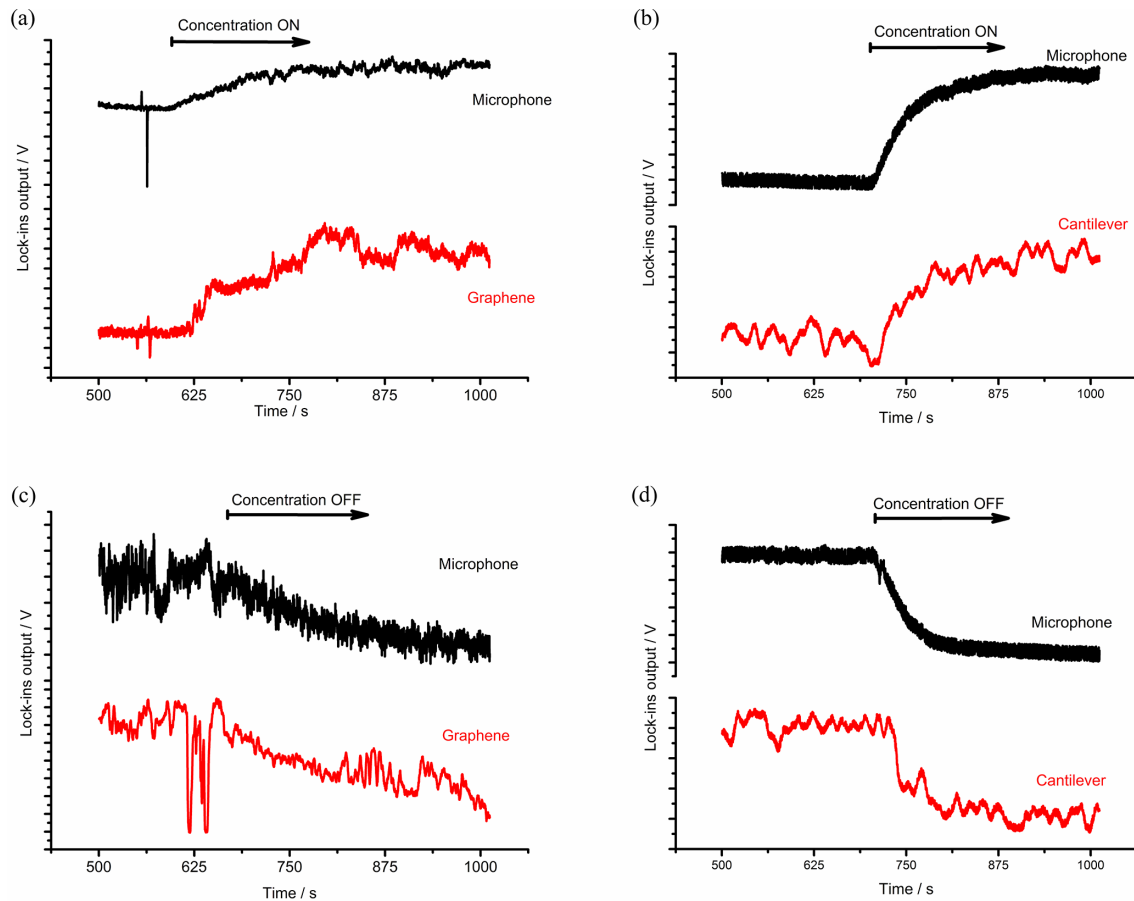 (a)
Concentration ON
Microphone
Graphene
Lock-ins output / V
500 625 750 875 1000
Time / s
(b)
Concentration ON
Microphone
Cantilever
Lock-ins output / V
500 625 750 875 1000
Time / s
(c)
Concentration OFF
Microphone
Graphene
Lock-ins output / V
500 625 750 875 1000
Time / s
(d)
Concentration OFF
Microphone
Cantilever
Lock-ins output / V
500 625 750 875 1000
Time / s